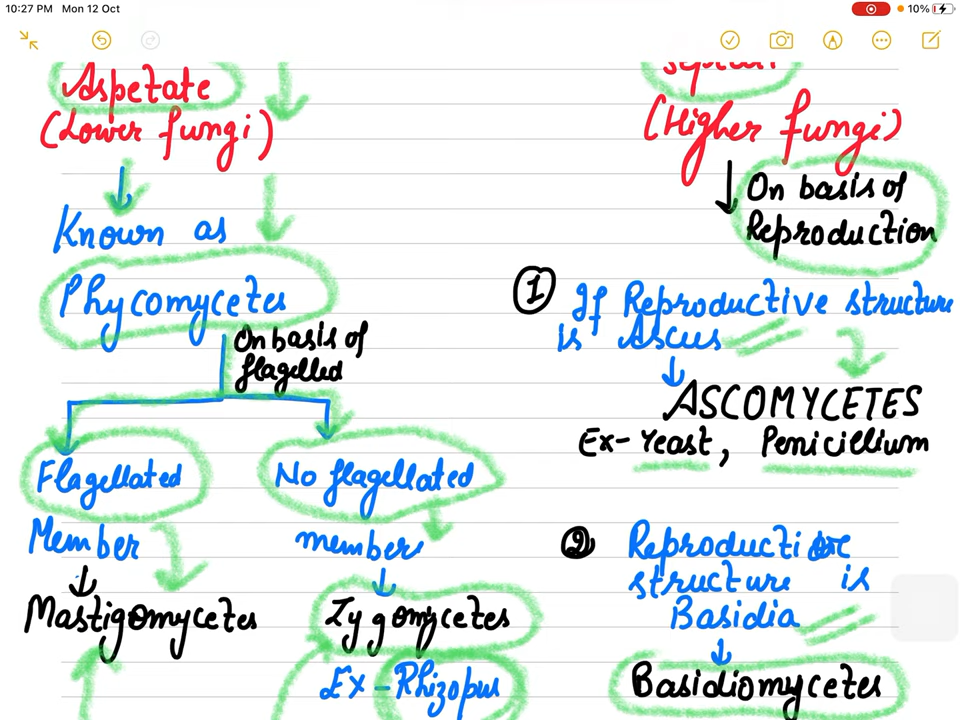 10:27 PM Mon 12 Oct
10%
Aspetate
(Lower fungi)
Known as
Phycomycetes
On basis of
flagelled
Flagellated
Member
Mastigomycetes
No flagellated
member
Zygomycetes
Ex - Rhizopus
(Higher fungi)
On basis of
Reproduction
1 If Reproductive structure
is Ascus
ASCOMYCETES
Ex- Yeast, Penicillium
2 Reproductive
structure is
Basidia
Basidiomycetes